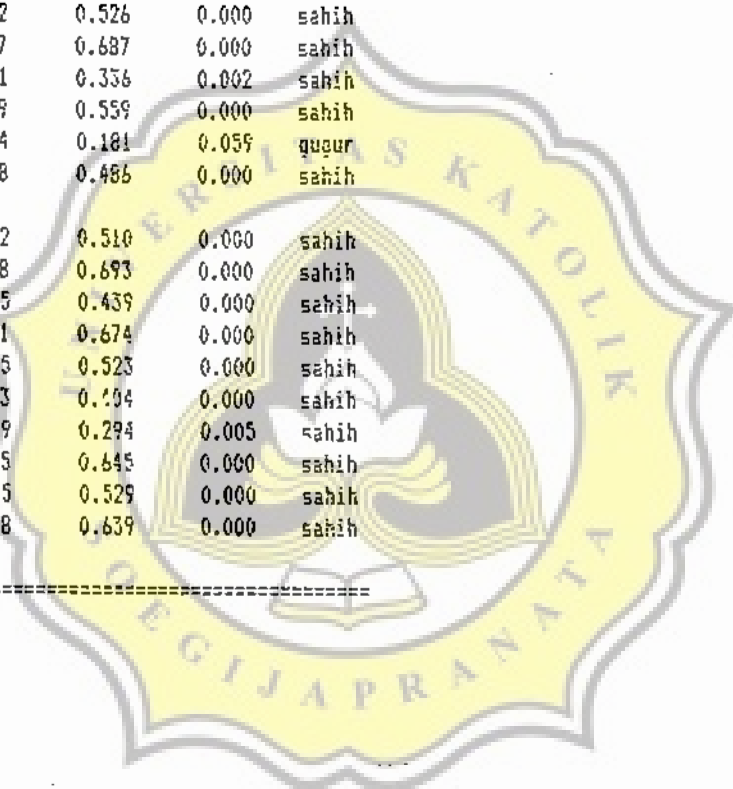 2 0.526 0.000 sahih
7 0.687 0.000 sahih
1 0.336 0.002 sahih
9 0.559 0.000 sahih
4 0.181 0.059 gugur
8 0.486 0.000 sahih
2 0.510 0.000 sahih
8 0.693 0.000 sahih
5 0.439 0.000 sahih
1 0.674 0.000 sahih
5 0.523 0.000 sahih
3 0.000 sahih
9 0.294 0.005 sahih
5 0.645 0.000 sahih
5 0.529 0.000 sahih
8 0.639 0.000 sahih
UNIVERSITAS KATOLIK
SOEGIJAPRANATA